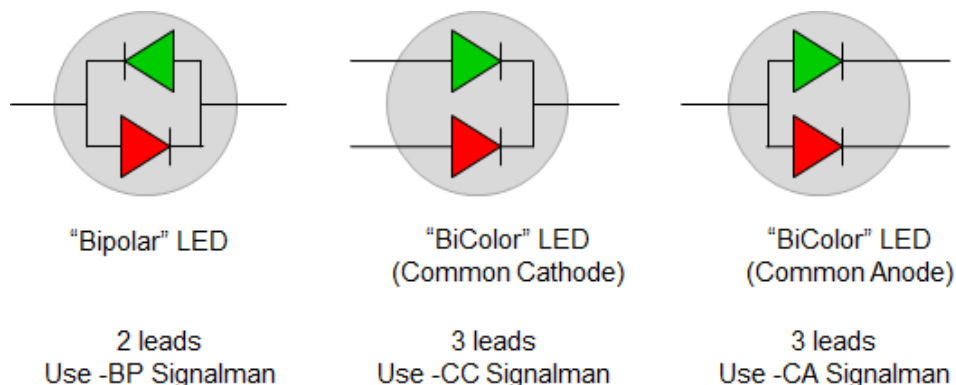 “Bipolar” LED
“BiColor” LED
(Common Cathode)
“BiColor” LED
(Common Anode)
2 leads
Use -BP Signalman
3 leads
Use -CC Signalman
3 leads
Use -CA Signalman